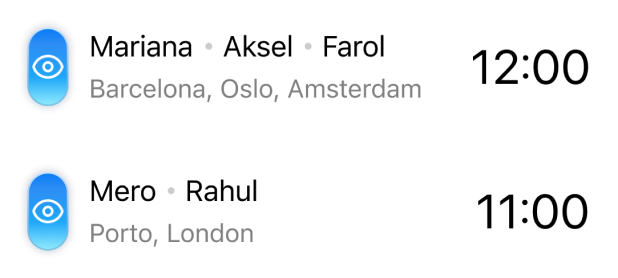 Mariana • Aksel • Farol
12:00
Barcelona, Oslo, Amsterdam
Mero • Rahul
11:00
Porto, London